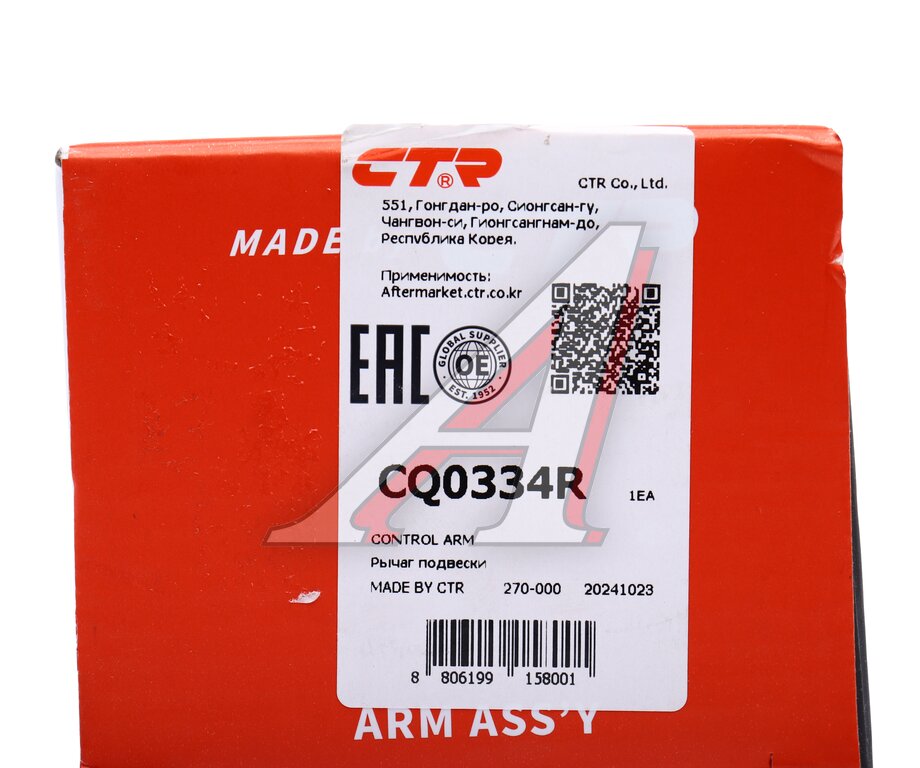 CTR®
CTR Co., Ltd.
551, Гонгдан-ро, Сионгсан-гу,
Чангвон-си, Гионгсангнам-до,
Республика Корея.
MADE
Применимость:
Aftermarket.ctr.co.kr
EAC
GLOBAL SUPPLIER
OE
EST. 1952
CQ0334R
1EA
CONTROL ARM
Рычаг подвески
MADE BY CTR 270-000 20241023
8 806199 158001
ARM ASS'Y